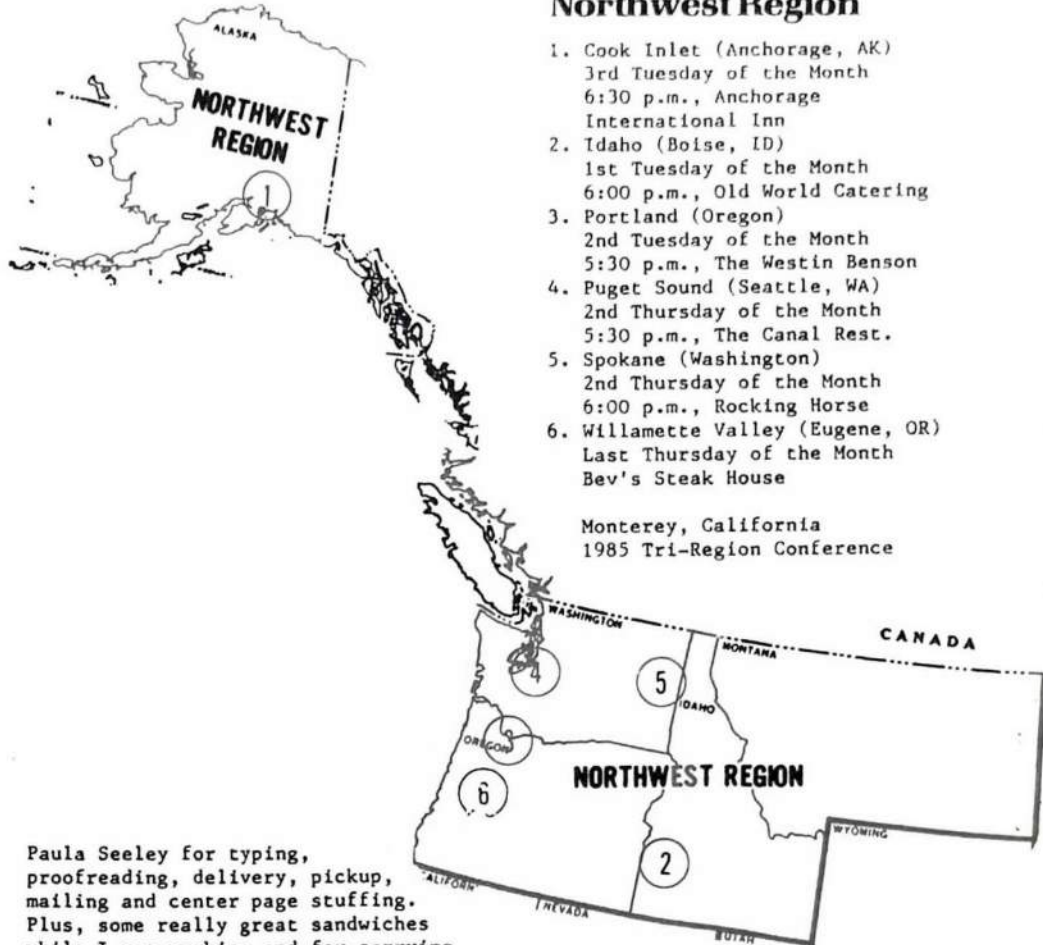 Northwest Region
1. Cook Inlet (Anchorage, AK)
3rd Tuesday of the Month
6:30 p.m., Anchorage
International Inn
2. Idaho (Boise, ID)
1st Tuesday of the Month
6:00 p.m., Old World Catering
3. Portland (Oregon)
2nd Tuesday of the Month
5:30 p.m., The Westin Benson
4. Puget Sound (Seattle, WA)
2nd Thursday of the Month
5:30 p.m., The Canal Rest.
5. Spokane (Washington)
2nd Thursday of the Month
6:00 p.m., Rocking Horse
6. Willamette Valley (Eugene, OR)
Last Thursday of the Month
Bev's Steak House
Monterey, California
1985 Tri-Region Conference
ALASKA
NORTHWEST
REGION
1
WASHINGTON
MONTANA
CANADA
4
5
IDAHO
OREGON
3
6
NORTHWEST REGION
2
WYOMING
NEVADA
UTAH
Paula Seeley for typing,
proofreading, delivery, pickup,
mailing and center page stuffing.
Plus, some really great sandwiches